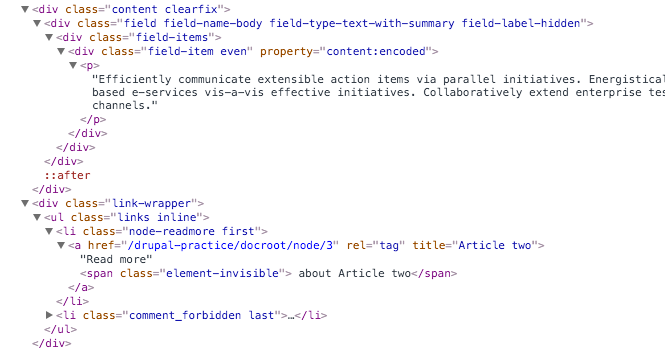 ▼<div class="content clearfix">
▼<div class="field field-name-body field-type-text-with-summary field-label-hidden">
▼<div class="field-items">
▼<div class="field-item even" property="content:encoded">
▼<p>
"Efficiently communicate extensible action items via parallel initiatives.
based e-services vis-a-vis effective initiatives. Collaboratively extend enterprise
channels."
</p>
</div>
</div>
</div>
::after
</div>
▼<div class="link-wrapper">
▼<ul class="links inline">
▼<li class="node-readmore first">
▼<a href="/drupal-practice/docroot/node/3" rel="tag" title="Article two">
"Read more"
<span class="element-invisible"> about Article two</span>
</a>
</li>
▶<li class="comment_forbidden last">…</li>
</ul>
</div>